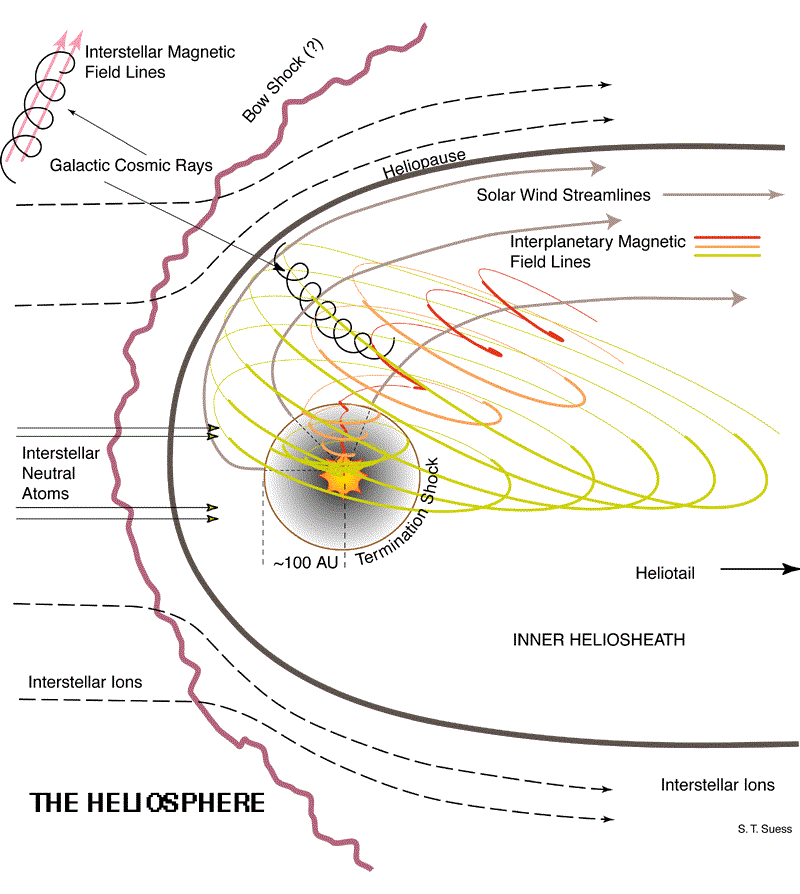 Interstellar Magnetic
Field Lines
Bow Shock (?)
Galactic Cosmic Rays
Heliopause
Solar Wind Streamlines
Interplanetary Magnetic
Field Lines
Interstellar
Neutral
Atoms
Termination Shock
~100 AU
Heliotail
INNER HELIOSHEATH
Interstellar Ions
Interstellar Ions
THE HELIOSPHERE
S. T. Suess